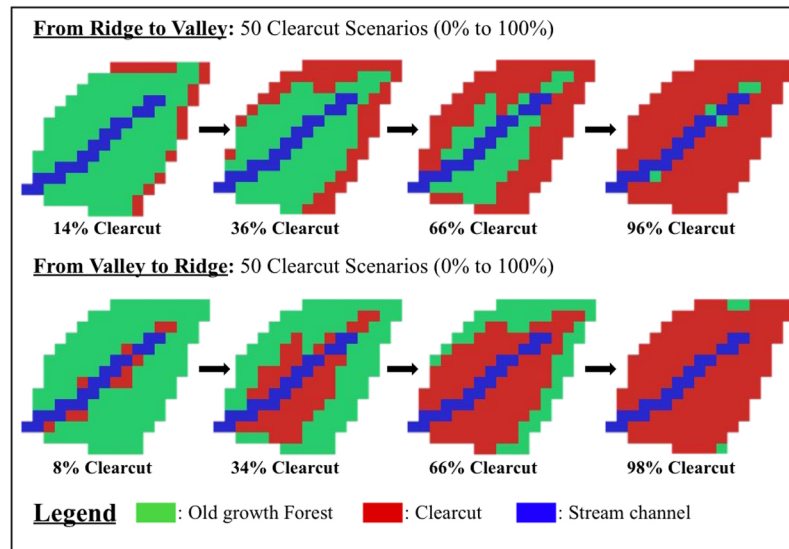 From Ridge to Valley: 50 Clearcut Scenarios (0% to 100%)
14% Clearcut 36% Clearcut 66% Clearcut 96% Clearcut
From Valley to Ridge: 50 Clearcut Scenarios (0% to 100%)
8% Clearcut 34% Clearcut 66% Clearcut 98% Clearcut
Legend : Old growth Forest : Clearcut : Stream channel